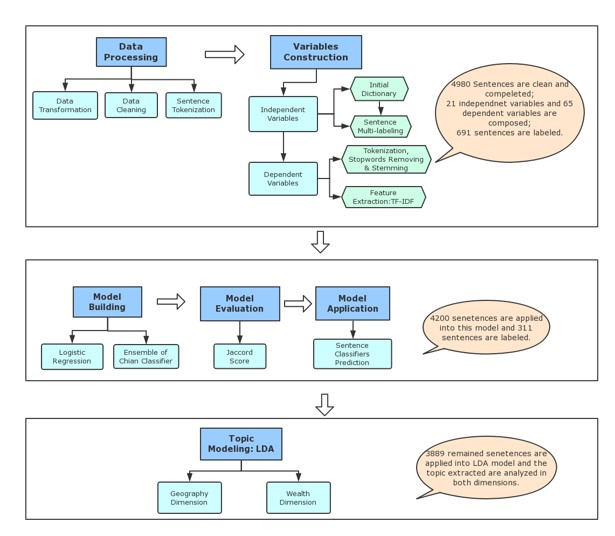 Data
Processing
Variables
Construction
Data
Transformation
Data
Cleaning
Sentence
Tokenization
Independent
Variables
Initial
Dictionary
Sentence
Multi-labeling
Dependent
Variables
Tokenization,
Stopwords Removing
& Stemming
Feature
Extraction:TF-IDF
4980 Sentences are clean and
compeleted;
21 independnet variables and 65
dependent variables are
composed;
691 sentences are labeled.
Model
Building
Model
Evaluation
Model
Application
Logistic
Regression
Ensemble of
Chian Classifier
Jaccord
Score
Sentence
Classifiers
Prediction
4200 senetences are applied
into this model and 311
sentences are labeled.
Topic
Modeling: LDA
Geography
Dimension
Wealth
Dimension
3889 remained senetences are
applied into LDA model and the
topic extracted are analyzed in
both dimensions.